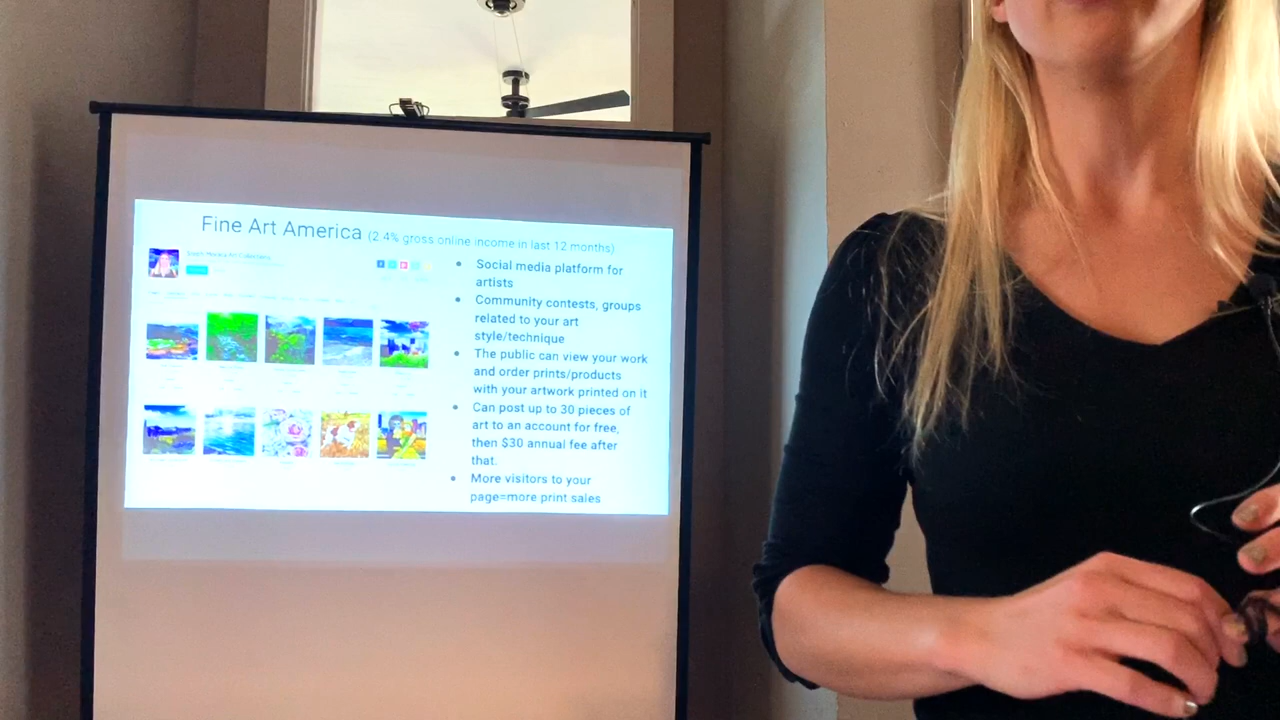 Fine Art America (2.4% gross online income in last 12 months)
• Social media platform for
artists
• Community contests, groups
related to your art
style/technique
• The public can view your work
and order prints/products
with your artwork printed on it
• Can post up to 30 pieces of
art to an account for free,
then $30 annual fee after
that.
• More visitors to your
page=more print sales